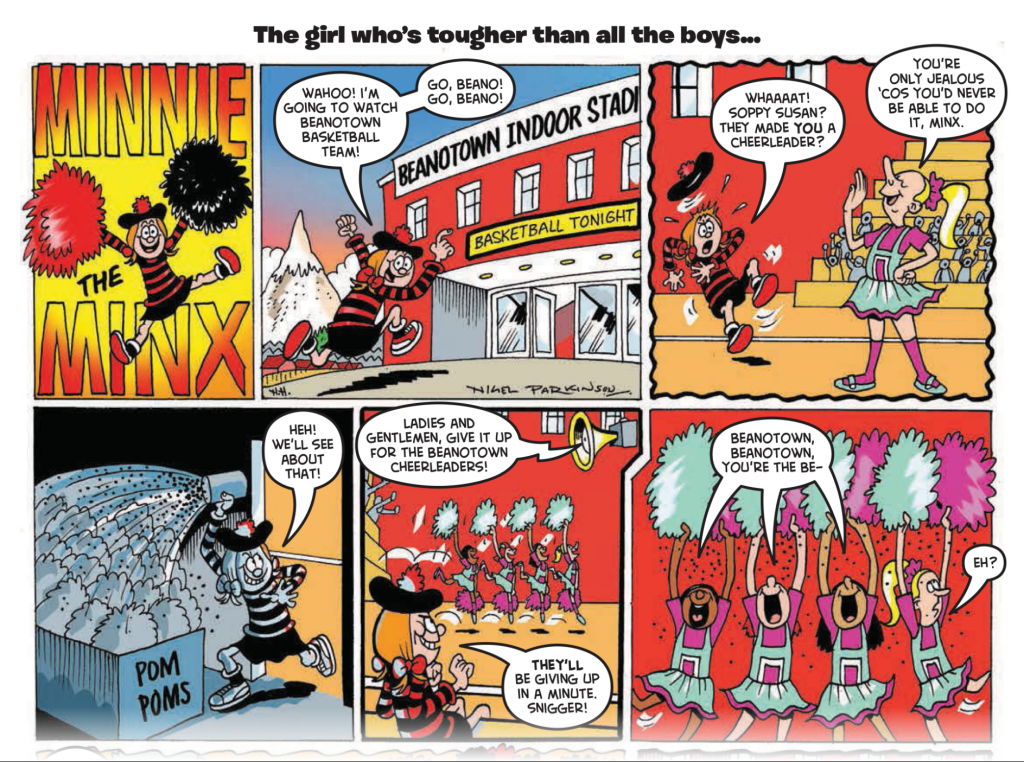 The girl who's tougher than all the boys...
MINNIE
THE
MINX
WAHOO! I'M
GOING TO WATCH
BEANOTOWN
BASKETBALL
TEAM!
GO, BEANO!
GO, BEANO!
BEANOTOWN INDOOR STADI
BASKETBALL TONIGHT
N.H.
NIGEL PARKINSON
WHAAAAT!
SOPPY SUSAN?
THEY MADE YOU A
CHEERLEADER?
YOU'RE
ONLY JEALOUS
'COS YOU'D NEVER
BE ABLE TO DO
IT, MINX.
HEH!
WE'LL SEE
ABOUT
THAT!
POM
POMS
LADIES AND
GENTLEMEN, GIVE IT UP
FOR THE BEANOTOWN
CHEERLEADERS!
THEY'LL
BE GIVING UP
IN A MINUTE.
SNIGGER!
BEANOTOWN,
BEANOTOWN,
YOU'RE THE BE-
EH?